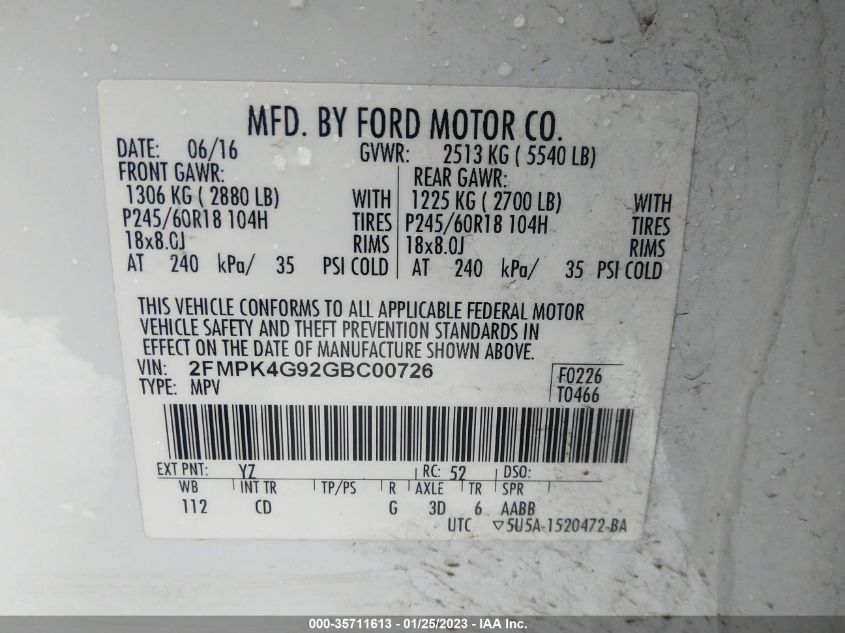 MFD. BY FORD MOTOR CO.
DATE: 06/16 GVWR: 2513 KG ( 5540 LB)
FRONT GAWR: REAR GAWR:
1306 KG ( 2880 LB) WITH 1225 KG ( 2700 LB) WITH
P245/60R18 104H TIRES P245/60R18 104H TIRES
18x8.0J RIMS 18x8.0J RIMS
AT 240 kPa/ 35 PSI COLD AT 240 kPa/ 35 PSI COLD
THIS VEHICLE CONFORMS TO ALL APPLICABLE FEDERAL MOTOR
VEHICLE SAFETY AND THEFT PREVENTION STANDARDS IN
EFFECT ON THE DATE OF MANUFACTURE SHOWN ABOVE.
VIN: 2FMPK4G92GBC00726 F0226
TYPE: MPV T0466
EXT PNT: YZ RC: 52 DSO:
WB INT TR TP/PS R AXLE TR SPR
112 CD G 3D 6 AABB
UTC ▽5U5A-1520472-BA
000-35711613 - 01/25/2023 - IAA Inc.